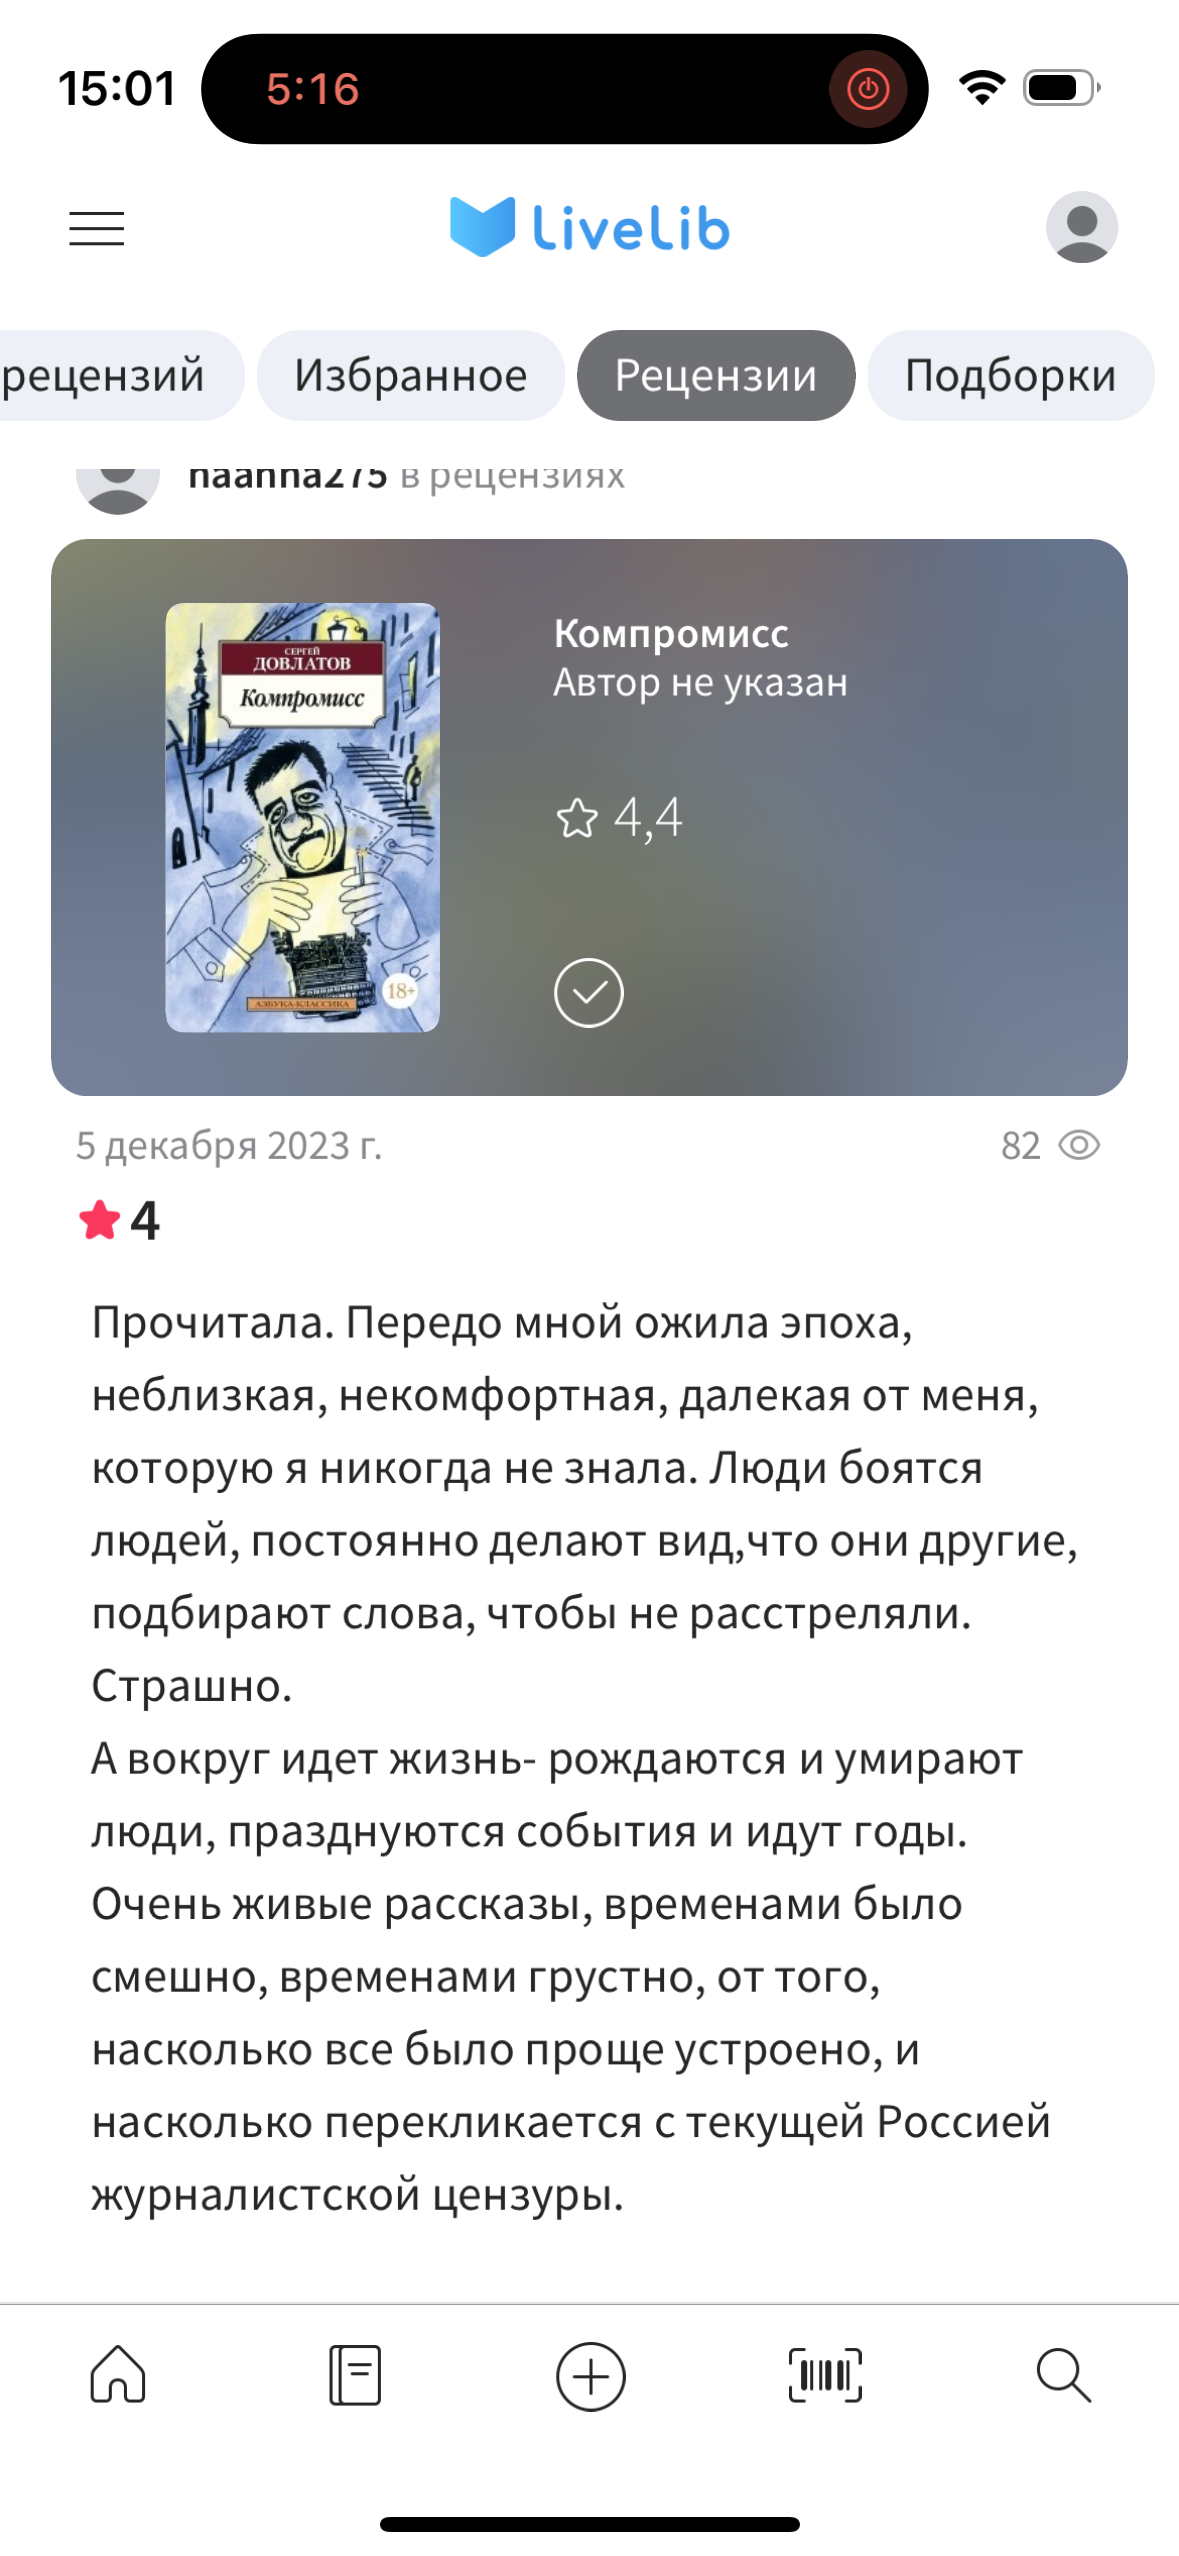 15:01
5:16
livelib
рецензий
Избранное
Рецензии
Подборки
naanna275 в рецензиях
СЕРГЕЙ
ДОВЛАТОВ
Компромисс
АЗБУКА-КЛАССИКА
18+
Компромисс
Автор не указан
4,4
5 декабря 2023 г.
82
4
Прочитала. Передо мной ожила эпоха,
неблизкая, некомфортная, далекая от меня,
которую я никогда не знала. Люди боятся
людей, постоянно делают вид,что они другие,
подбирают слова, чтобы не расстреляли.
Страшно.
А вокруг идет жизнь- рождаются и умирают
люди, празднуются события и идут годы.
Очень живые рассказы, временами было
смешно, временами грустно, от того,
насколько все было проще устроено, и
насколько перекликается с текущей Россией
журналистской цензуры.